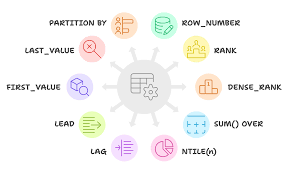 PARTITION BY
ROW_NUMBER
LAST_VALUE
RANK
FIRST_VALUE
DENSE_RANK
LEAD
SUM() OVER
LAG
NTILE(n)